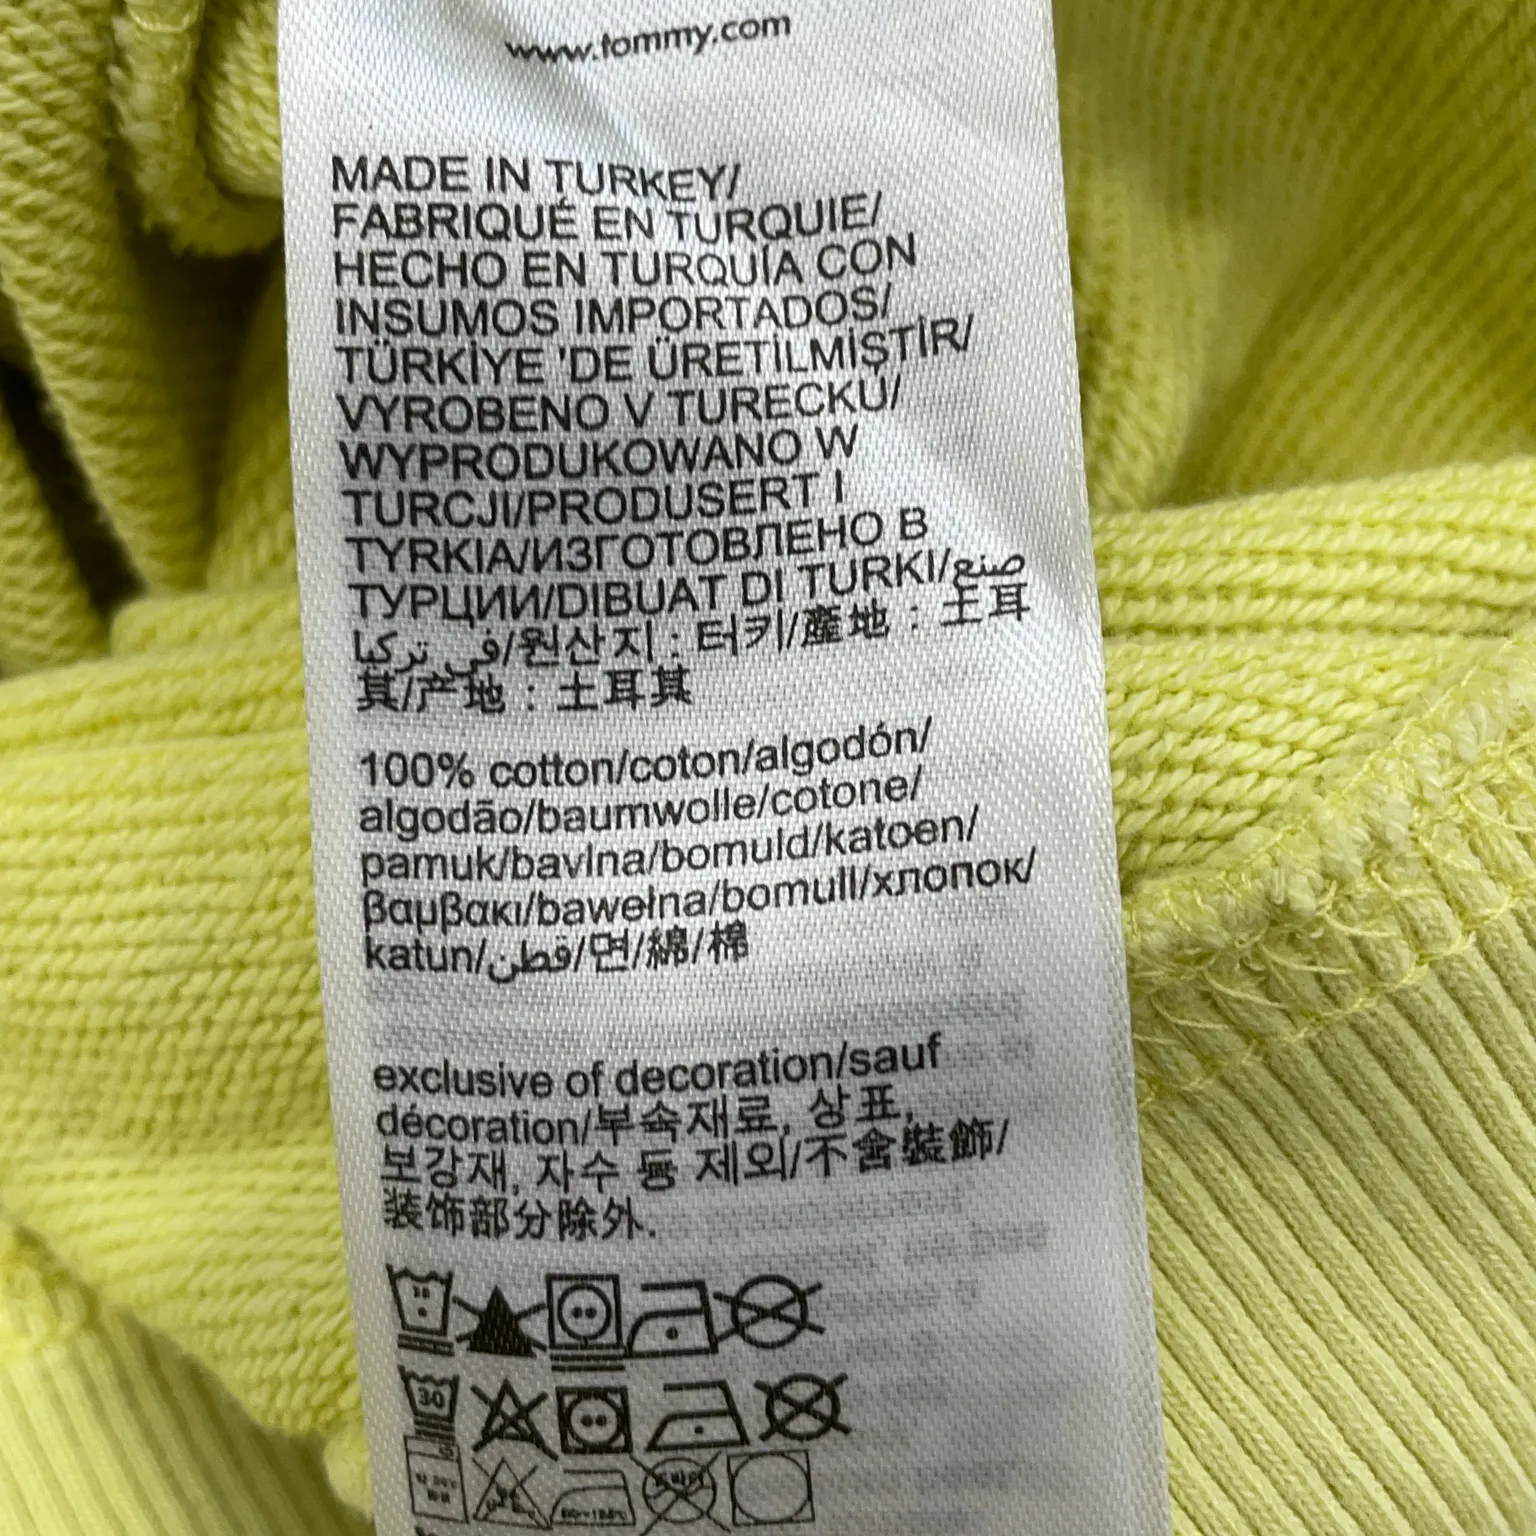 www.tommy.com
MADE IN TURKEY/
FABRIQUÉ EN TURQUIE/
HECHO EN TURQUÍA CON
INSUMOS IMPORTADOS/
TÜRKİYE 'DE ÜRETİLMİŞTİR/
VYROBENO V TURECKU/
WYPRODUKOWANO W
TURCJI/PRODUSERT I
TYRKIA/ИЗГОТОВЛЕНО В
ТУРЦИИ/DIBUAT DI TURKI/صنع
في تركيا/원산지 : 터키/產地 : 土耳
其/产地 : 土耳其
100% cotton/coton/algodón/
algodão/baumwolle/cotone/
pamuk/bavlna/bomuld/katoen/
βαμβακι/bawełna/bomull/хлопок/
katun/قطن/면/綿/棉
exclusive of decoration/sauf
décoration/부속재료, 상표,
보강재, 자수 등 제외/不含裝飾/
装饰部分除外.
30